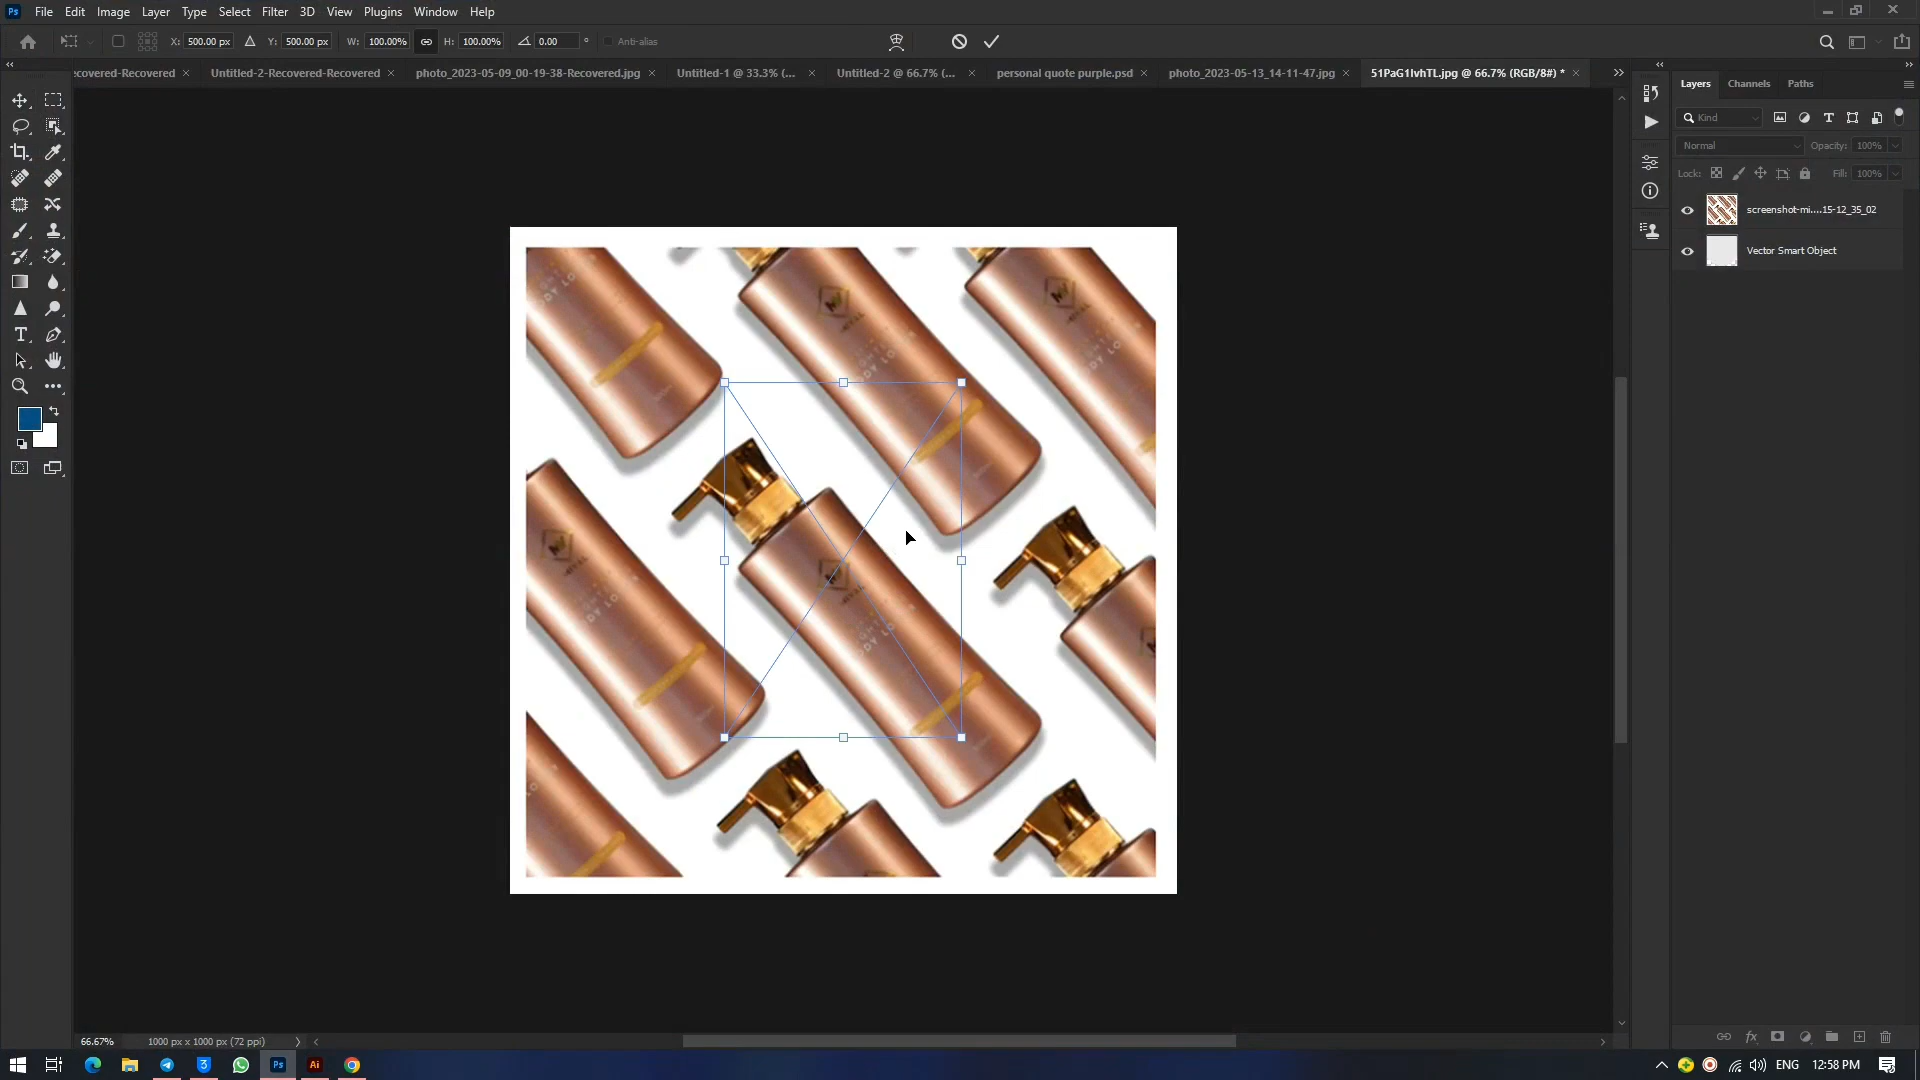 Ps File Edit Image Layer Type Select Filter 3D View Plugins Window Help
X: 500.00 px Y: 500.00 px W: 100.00% H: 100.00% 0.00 ° Anti-alias
ecovered-Recovered × Untitled-2-Recovered-Recovered × photo_2023-05-09_00-19-38-Recovered.jpg × Untitled-1 @ 33.3% (... × Untitled-2 @ 66.7% (... × personal quote purple.psd × photo_2023-05-13_14-11-47.jpg × 51PaG1IvhTL.jpg @ 66.7% (RGB/8#) * ×
Layers Channels Paths
Kind
Normal Opacity: 100%
Lock: Fill: 100%
screenshot-mi....15-12_35_02
Vector Smart Object
66.67% 1000 px x 1000 px (72 ppi)
Ps Ai ENG 12:58 PM